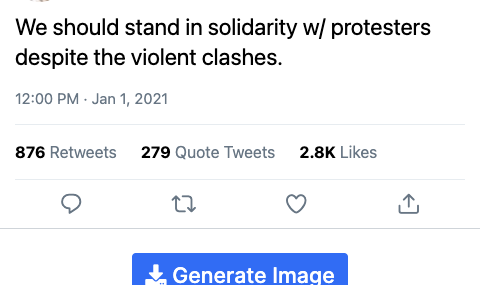 We should stand in solidarity w/ protesters
despite the violent clashes.
12:00 PM · Jan 1, 2021
876 Retweets 279 Quote Tweets 2.8K Likes
Generate Image